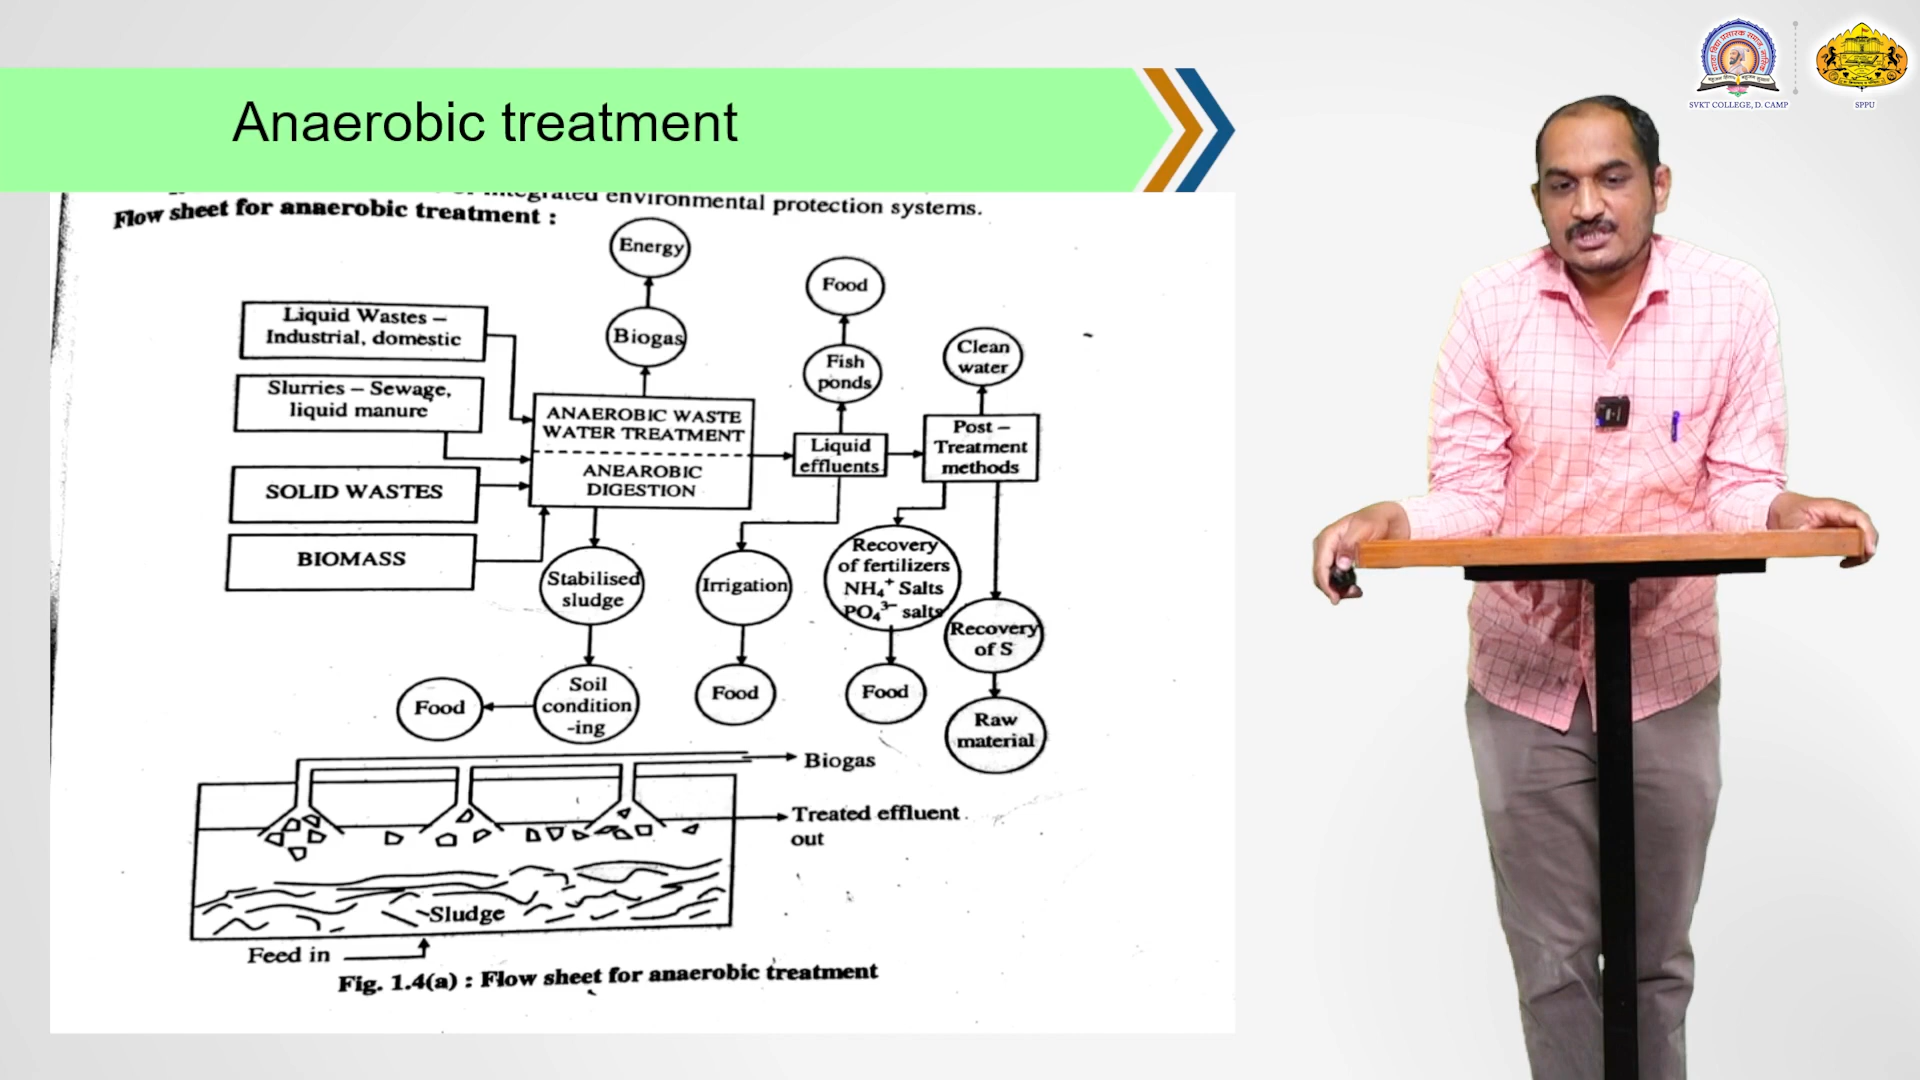 Anaerobic treatment
SVKT COLLEGE, D. CAMP
SPPU
integrated environmental protection systems.
Flow sheet for anaerobic treatment :
Energy
Biogas
Food
Fish
ponds
Clean
water
Liquid Wastes –
Industrial, domestic
Slurries – Sewage,
liquid manure
SOLID WASTES
BIOMASS
ANAEROBIC WASTE
WATER TREATMENT
ANEAROBIC
DIGESTION
Liquid
effluents
Post –
Treatment
methods
Stabilised
sludge
Irrigation
Recovery
of fertilizers
NH₄⁺ Salts
PO₄³⁻ salts
Recovery
of S
Food
Soil
condition
-ing
Food
Food
Raw
material
Biogas
Treated effluent
out
Sludge
Feed in
Fig. 1.4(a) : Flow sheet for anaerobic treatment